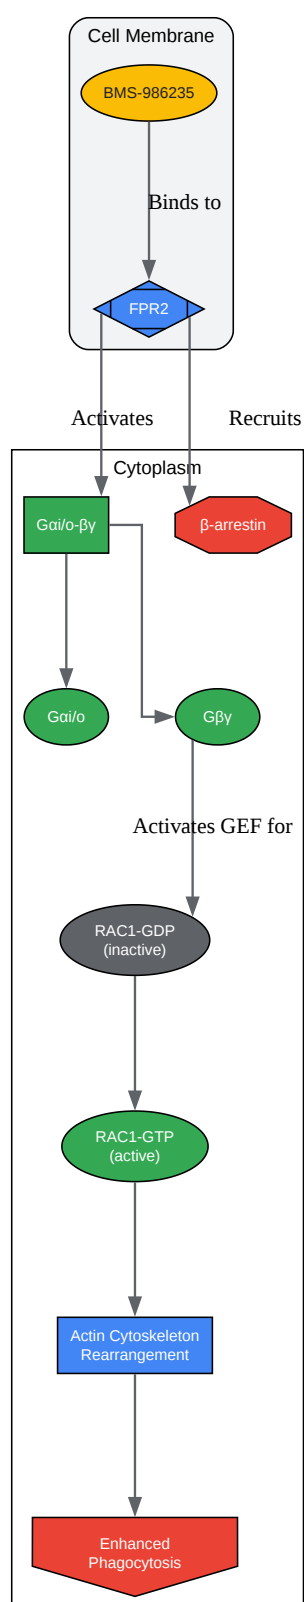 Cell Membrane
BMS-986235
Binds to
FPR2
Activates
Recruits
Cytoplasm
Gαi/o-βγ
β-arrestin
Gαi/o
Gβγ
Activates GEF for
RAC1-GDP
(inactive)
RAC1-GTP
(active)
Actin Cytoskeleton
Rearrangement
Enhanced
Phagocytosis